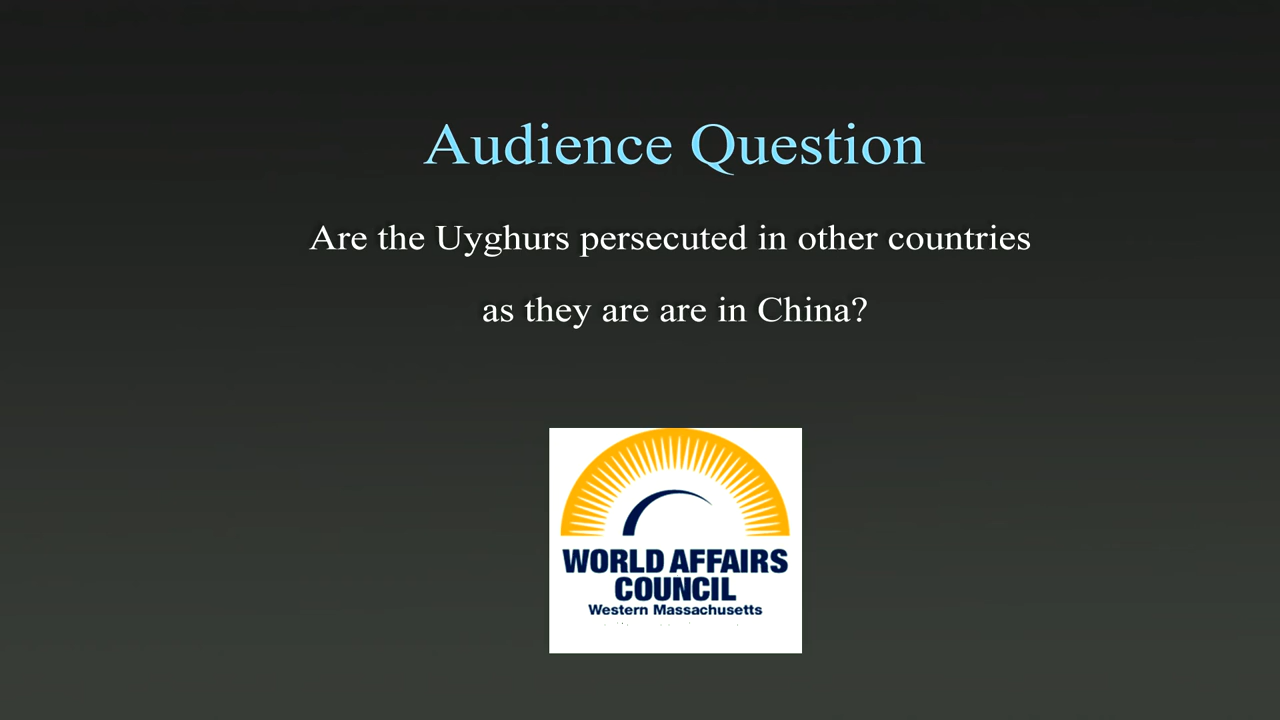 Audience Question
Are the Uyghurs persecuted in other countries
as they are are in China?
WORLD AFFAIRS
COUNCIL
Western Massachusetts